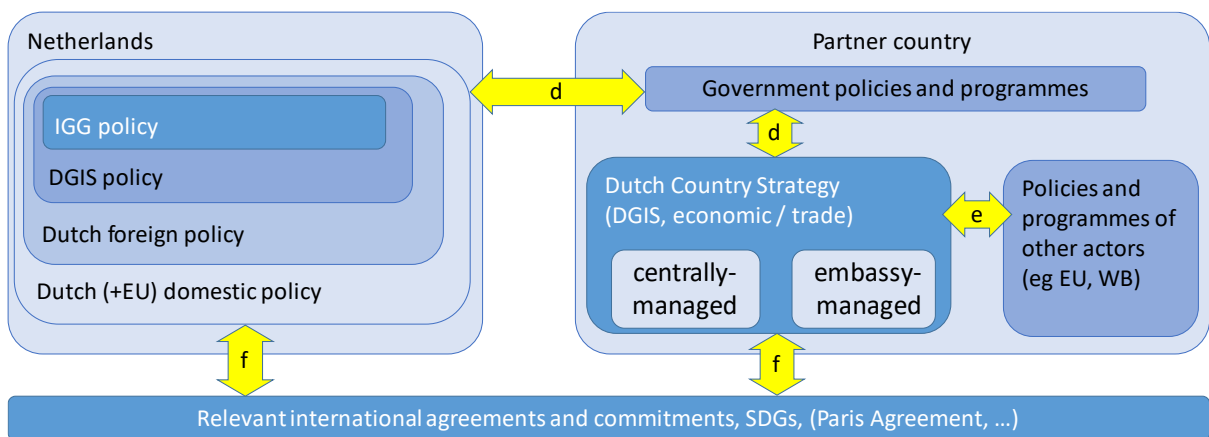 Netherlands
IGG policy
DGIS policy
Dutch foreign policy
Dutch (+EU) domestic policy
d
Partner country
Government policies and programmes
d
Dutch Country Strategy
(DGIS, economic / trade)
centrally-
managed
embassy-
managed
e
Policies and
programmes of
other actors
(eg EU, WB)
f
f
Relevant international agreements and commitments, SDGs, (Paris Agreement, …)